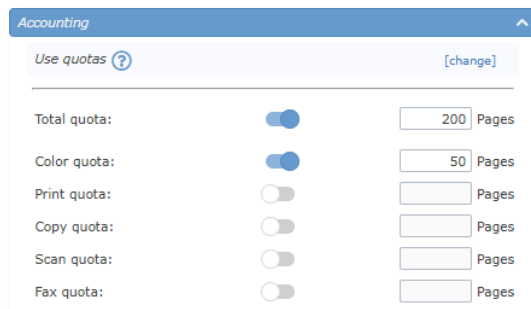 Accounting
Use quotas ? [change]
Total quota: 200 Pages
Color quota: 50 Pages
Print quota: Pages
Copy quota: Pages
Scan quota: Pages
Fax quota: Pages